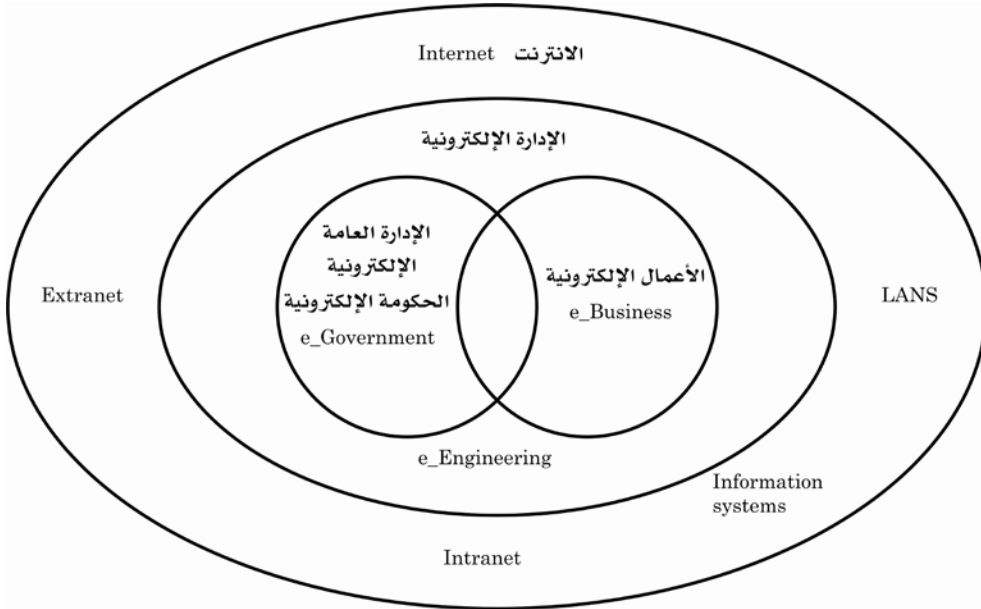 Internet الانترنت
الإدارة الإلكترونية
الإدارة العامة
الإلكترونية
الحكومة الإلكترونية
e_Government
الأعمال الإلكترونية
e_Business
Extranet
LANS
e_Engineering
Information
systems
Intranet